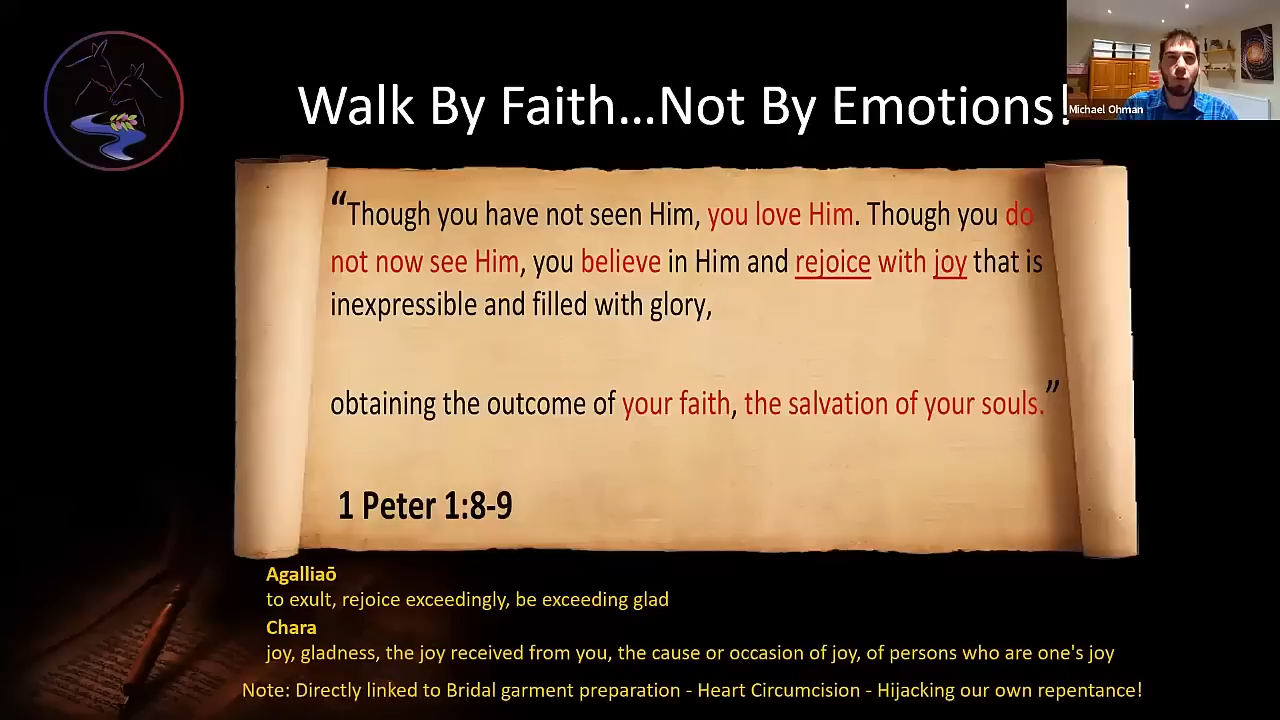 Michael Ohman
Walk By Faith...Not By Emotions!
“Though you have not seen Him, you love Him. Though you do
not now see Him, you believe in Him and rejoice with joy that is
inexpressible and filled with glory,
obtaining the outcome of your faith, the salvation of your souls.”
1 Peter 1:8-9
Agalliaō
to exult, rejoice exceedingly, be exceeding glad
Chara
joy, gladness, the joy received from you, the cause or occasion of joy, of persons who are one's joy
Note: Directly linked to Bridal garment preparation - Heart Circumcision - Hijacking our own repentance!